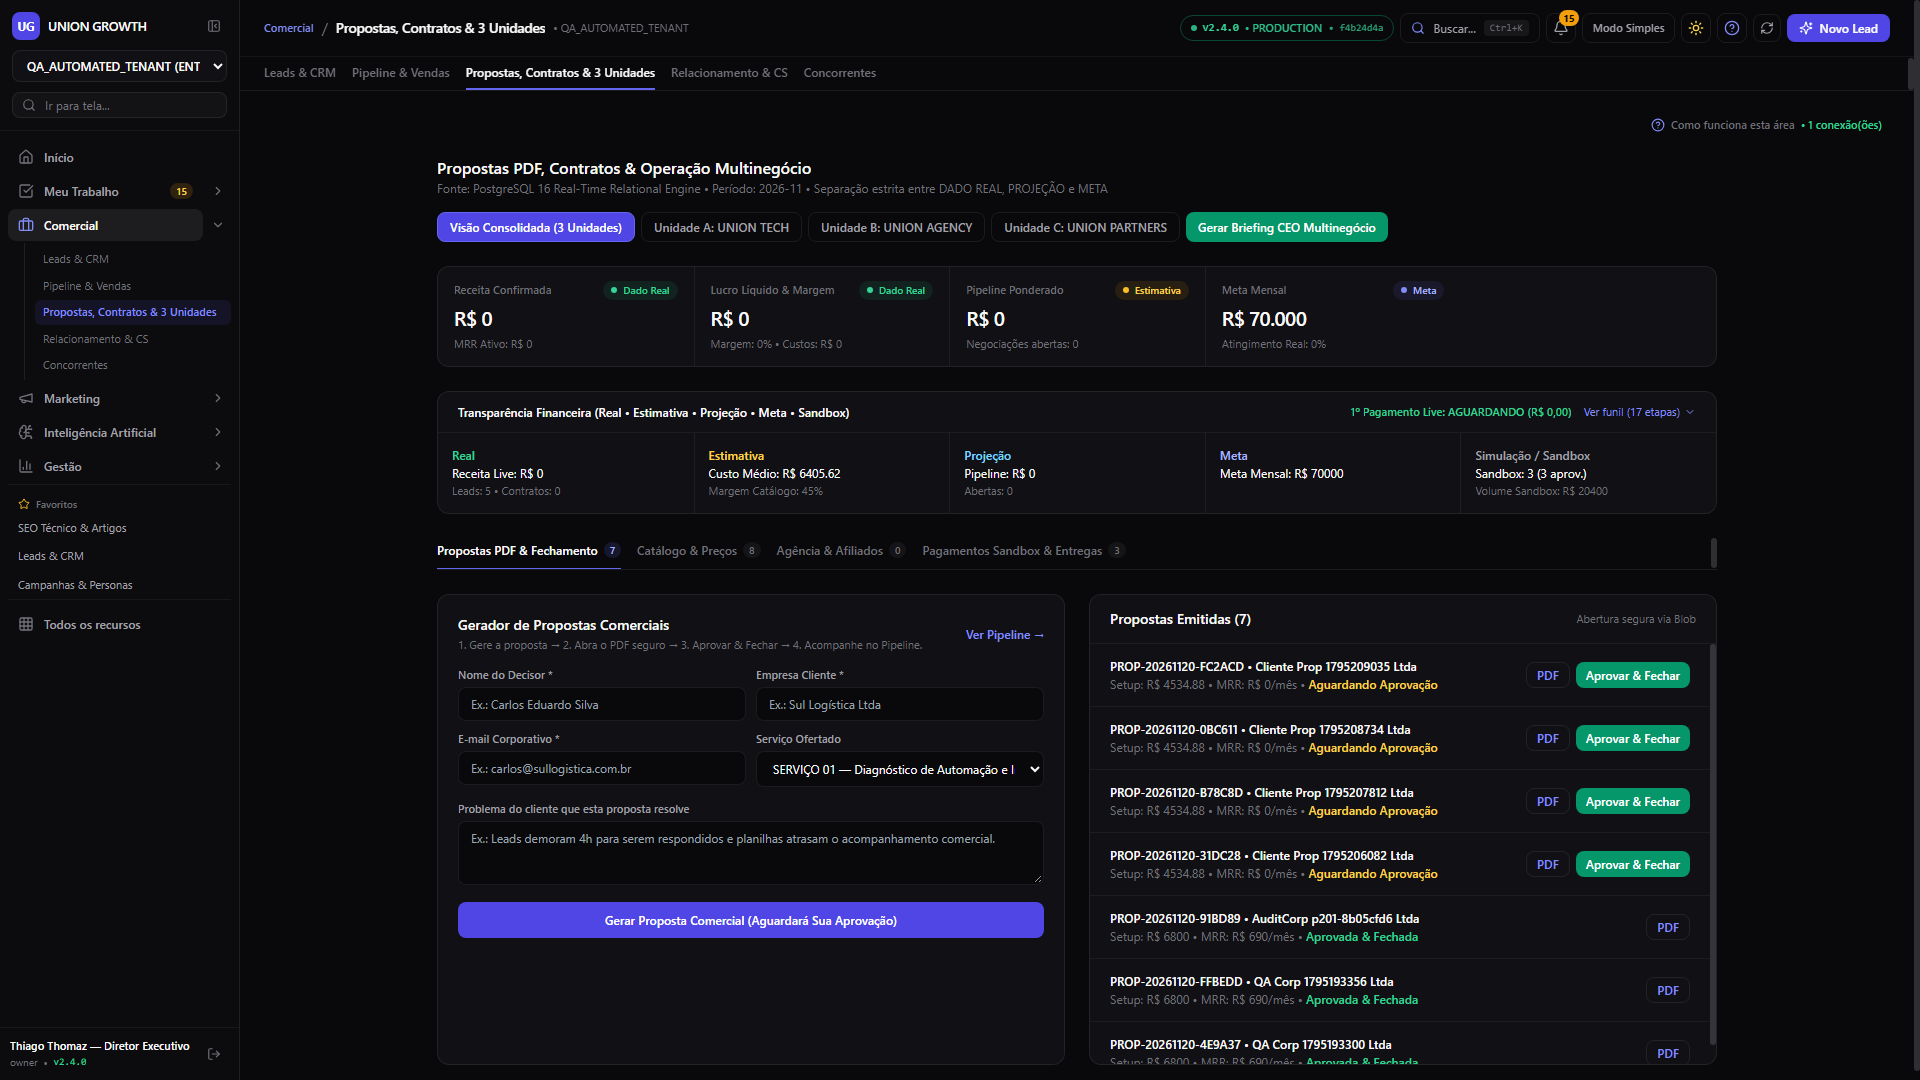 UG UNION GROWTH
QA_AUTOMATED_TENANT (ENT
Ir para tela...
Início
Meu Trabalho 15
Comercial
Leads & CRM
Pipeline & Vendas
Propostas, Contratos & 3 Unidades
Relacionamento & CS
Concorrentes
Marketing
Inteligência Artificial
Gestão
Favoritos
SEO Técnico & Artigos
Leads & CRM
Campanhas & Personas
Todos os recursos
Thiago Thomaz — Diretor Executivo
owner • v2.4.0
Comercial / Propostas, Contratos & 3 Unidades • QA_AUTOMATED_TENANT
v2.4.0 • PRODUCTION • f4b24d4a
Buscar... Ctrl+K
15
Modo Simples
Novo Lead
Leads & CRM Pipeline & Vendas Propostas, Contratos & 3 Unidades Relacionamento & CS Concorrentes
Como funciona esta área • 1 conexão(ões)
Propostas PDF, Contratos & Operação Multinegócio
Fonte: PostgreSQL 16 Real-Time Relational Engine • Período: 2026-11 • Separação estrita entre DADO REAL, PROJEÇÃO e META
Visão Consolidada (3 Unidades) Unidade A: UNION TECH Unidade B: UNION AGENCY Unidade C: UNION PARTNERS Gerar Briefing CEO Multinegócio
Receita Confirmada Dado Real
R$ 0
MRR Ativo: R$ 0
Lucro Líquido & Margem Dado Real
R$ 0
Margem: 0% • Custos: R$ 0
Pipeline Ponderado Estimativa
R$ 0
Negociações abertas: 0
Meta Mensal Meta
R$ 70.000
Atingimento Real: 0%
Transparência Financeira (Real • Estimativa • Projeção • Meta • Sandbox)
1º Pagamento Live: AGUARDANDO (R$ 0,00) Ver funil (17 etapas)
Real
Receita Live: R$ 0
Leads: 5 • Contratos: 0
Estimativa
Custo Médio: R$ 6405.62
Margem Catálogo: 45%
Projeção
Pipeline: R$ 0
Abertas: 0
Meta
Meta Mensal: R$ 70000
Simulação / Sandbox
Sandbox: 3 (3 aprov.)
Volume Sandbox: R$ 20400
Propostas PDF & Fechamento 7 Catálogo & Preços 8 Agência & Afiliados 0 Pagamentos Sandbox & Entregas 3
Gerador de Propostas Comerciais
1. Gere a proposta → 2. Abra o PDF seguro → 3. Aprovar & Fechar → 4. Acompanhe no Pipeline.
Ver Pipeline →
Nome do Decisor *
Ex.: Carlos Eduardo Silva
Empresa Cliente *
Ex.: Sul Logística Ltda
E-mail Corporativo *
Ex.: carlos@sullogistica.com.br
Serviço Ofertado
SERVIÇO 01 — Diagnóstico de Automação e I
Problema do cliente que esta proposta resolve
Ex.: Leads demoram 4h para serem respondidos e planilhas atrasam o acompanhamento comercial.
Gerar Proposta Comercial (Aguardará Sua Aprovação)
Propostas Emitidas (7)
Abertura segura via Blob
PROP-20261120-FC2ACD • Cliente Prop 1795209035 Ltda
Setup: R$ 4534.88 • MRR: R$ 0/mês • Aguardando Aprovação
PDF Aprovar & Fechar
PROP-20261120-0BC611 • Cliente Prop 1795208734 Ltda
Setup: R$ 4534.88 • MRR: R$ 0/mês • Aguardando Aprovação
PDF Aprovar & Fechar
PROP-20261120-B78C8D • Cliente Prop 1795207812 Ltda
Setup: R$ 4534.88 • MRR: R$ 0/mês • Aguardando Aprovação
PDF Aprovar & Fechar
PROP-20261120-31DC28 • Cliente Prop 1795206082 Ltda
Setup: R$ 4534.88 • MRR: R$ 0/mês • Aguardando Aprovação
PDF Aprovar & Fechar
PROP-20261120-91BD89 • AuditCorp p201-8b05cfd6 Ltda
Setup: R$ 6800 • MRR: R$ 690/mês • Aprovada & Fechada
PDF
PROP-20261120-FFBEDD • QA Corp 1795193356 Ltda
Setup: R$ 6800 • MRR: R$ 690/mês • Aprovada & Fechada
PDF
PROP-20261120-4E9A37 • QA Corp 1795193300 Ltda
Setup: R$ 6800 • MRR: R$ 690/mês • Aprovada & Fechada
PDF